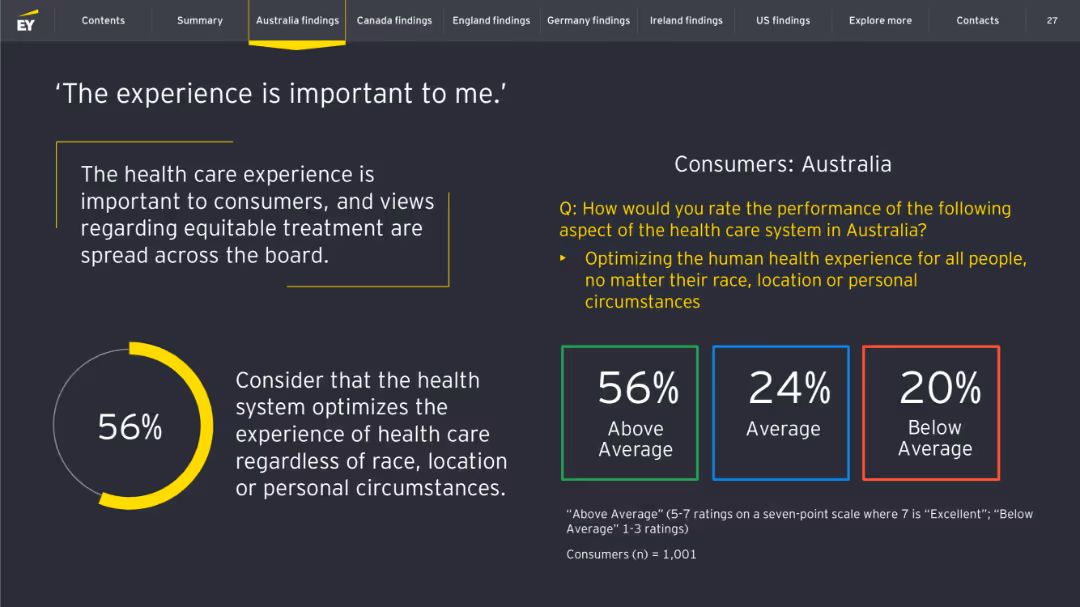 EY
Contents
Summary
Australia findings
Canada findings
England findings
Germany findings
Ireland findings
US findings
Explore more
Contacts
27
‘The experience is important to me.’
The health care experience is
important to consumers, and views
regarding equitable treatment are
spread across the board.
56%
Consider that the health
system optimizes the
experience of health care
regardless of race, location
or personal circumstances.
Consumers: Australia
Q: How would you rate the performance of the following
aspect of the health care system in Australia?
‣ Optimizing the human health experience for all people,
no matter their race, location or personal
circumstances
56%
Above
Average
24%
Average
20%
Below
Average
“Above Average” (5-7 ratings on a seven-point scale where 7 is “Excellent”; “Below
Average” 1-3 ratings)
Consumers (n) = 1,001